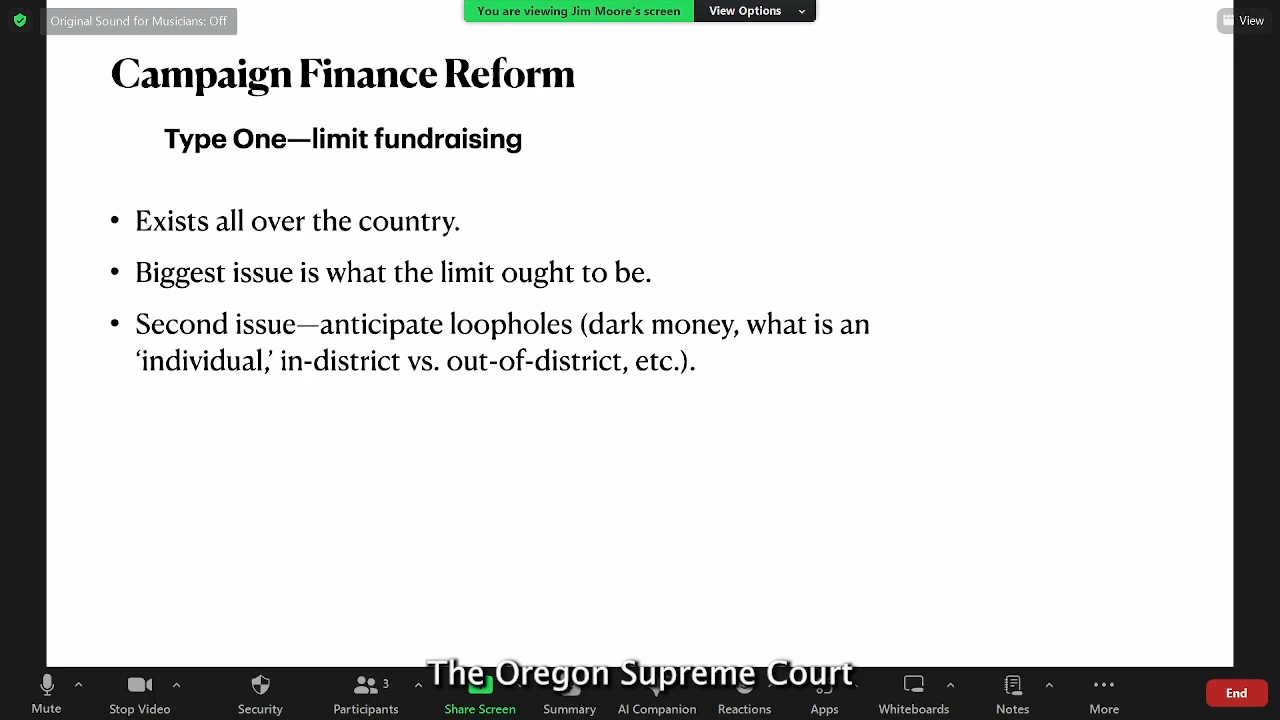 Original Sound for Musicians: Off
You are viewing Jim Moore's screen
View Options
View
Campaign Finance Reform
Type One—limit fundraising
• Exists all over the country.
• Biggest issue is what the limit ought to be.
• Second issue—anticipate loopholes (dark money, what is an
‘individual,’ in-district vs. out-of-district, etc.).
The Oregon Supreme Court
3
Mute
Stop Video
Security
Participants
Share Screen
Summary
AI Companion
Reactions
Apps
Whiteboards
Notes
More
End